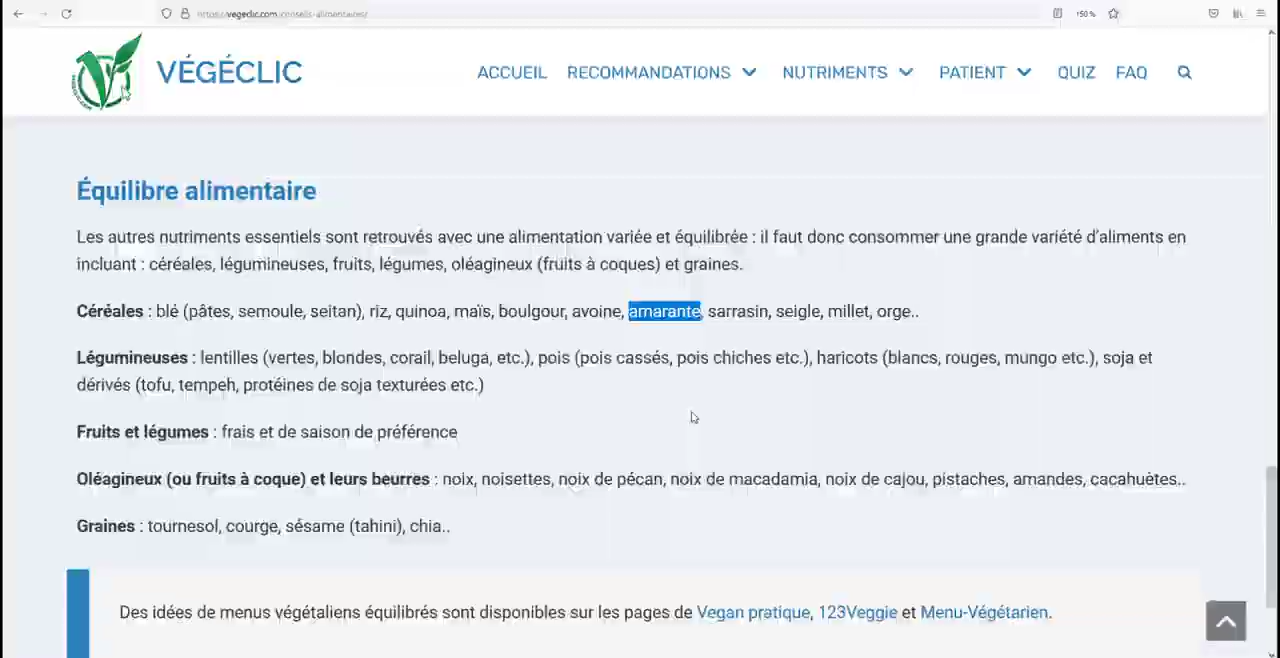 https://vegeclic.com/conseils-alimentaires/
150 %
VÉGÉCLIC
ACCUEIL RECOMMANDATIONS NUTRIMENTS PATIENT QUIZ FAQ
Équilibre alimentaire
Les autres nutriments essentiels sont retrouvés avec une alimentation variée et équilibrée : il faut donc consommer une grande variété d'aliments en
incluant : céréales, légumineuses, fruits, légumes, oléagineux (fruits à coques) et graines.
Céréales : blé (pâtes, semoule, seitan), riz, quinoa, maïs, boulgour, avoine, amarante, sarrasin, seigle, millet, orge..
Légumineuses : lentilles (vertes, blondes, corail, beluga, etc.), pois (pois cassés, pois chiches etc.), haricots (blancs, rouges, mungo etc.), soja et
dérivés (tofu, tempeh, protéines de soja texturées etc.)
Fruits et légumes : frais et de saison de préférence
Oléagineux (ou fruits à coque) et leurs beurres : noix, noisettes, noix de pécan, noix de macadamia, noix de cajou, pistaches, amandes, cacahuètes..
Graines : tournesol, courge, sésame (tahini), chia..
Des idées de menus végétaliens équilibrés sont disponibles sur les pages de Vegan pratique, 123Veggie et Menu-Végétarien.